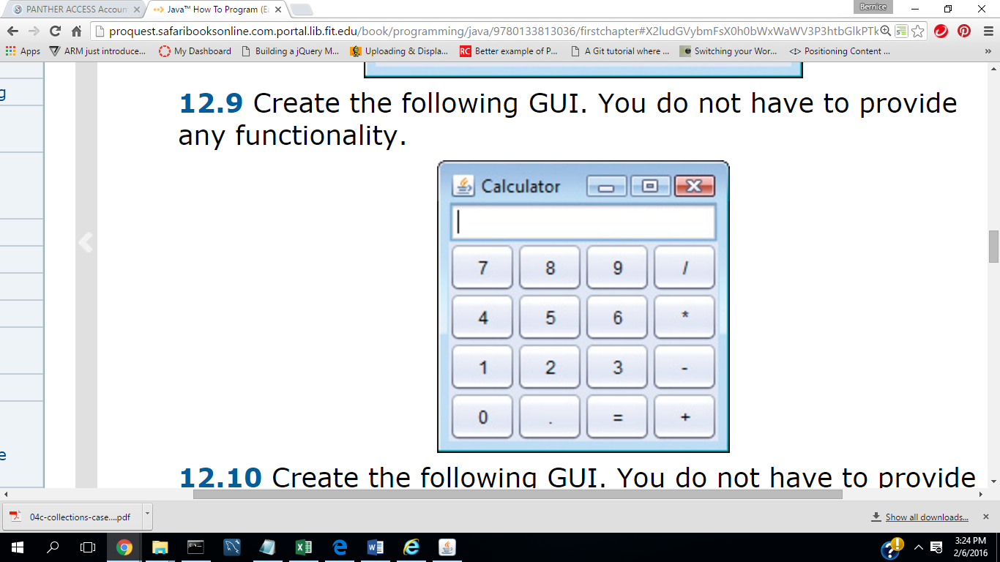 PANTHER ACCESS Accoun
Java™ How To Program (Ea
Bernice
proquest.safaribooksonline.com.portal.lib.fit.edu/book/programming/java/9780133813036/firstchapter#X2ludGVybmFsX0h0bWxWaWV3P3htbGlkPTk
Apps
ARM just introduce...
My Dashboard
Building a jQuery M...
Uploading & Displa...
RC
Better example of P...
A Git tutorial where ...
Switching your Wor...
Positioning Content ...
»
g
12.9 Create the following GUI. You do not have to provide
any functionality.
Calculator
7 8 9 /
4 5 6 *
1 2 3 -
0 . = +
e
12.10 Create the following GUI. You do not have to provide
04c-collections-case....pdf
Show all downloads...
3:24 PM
2/6/2016